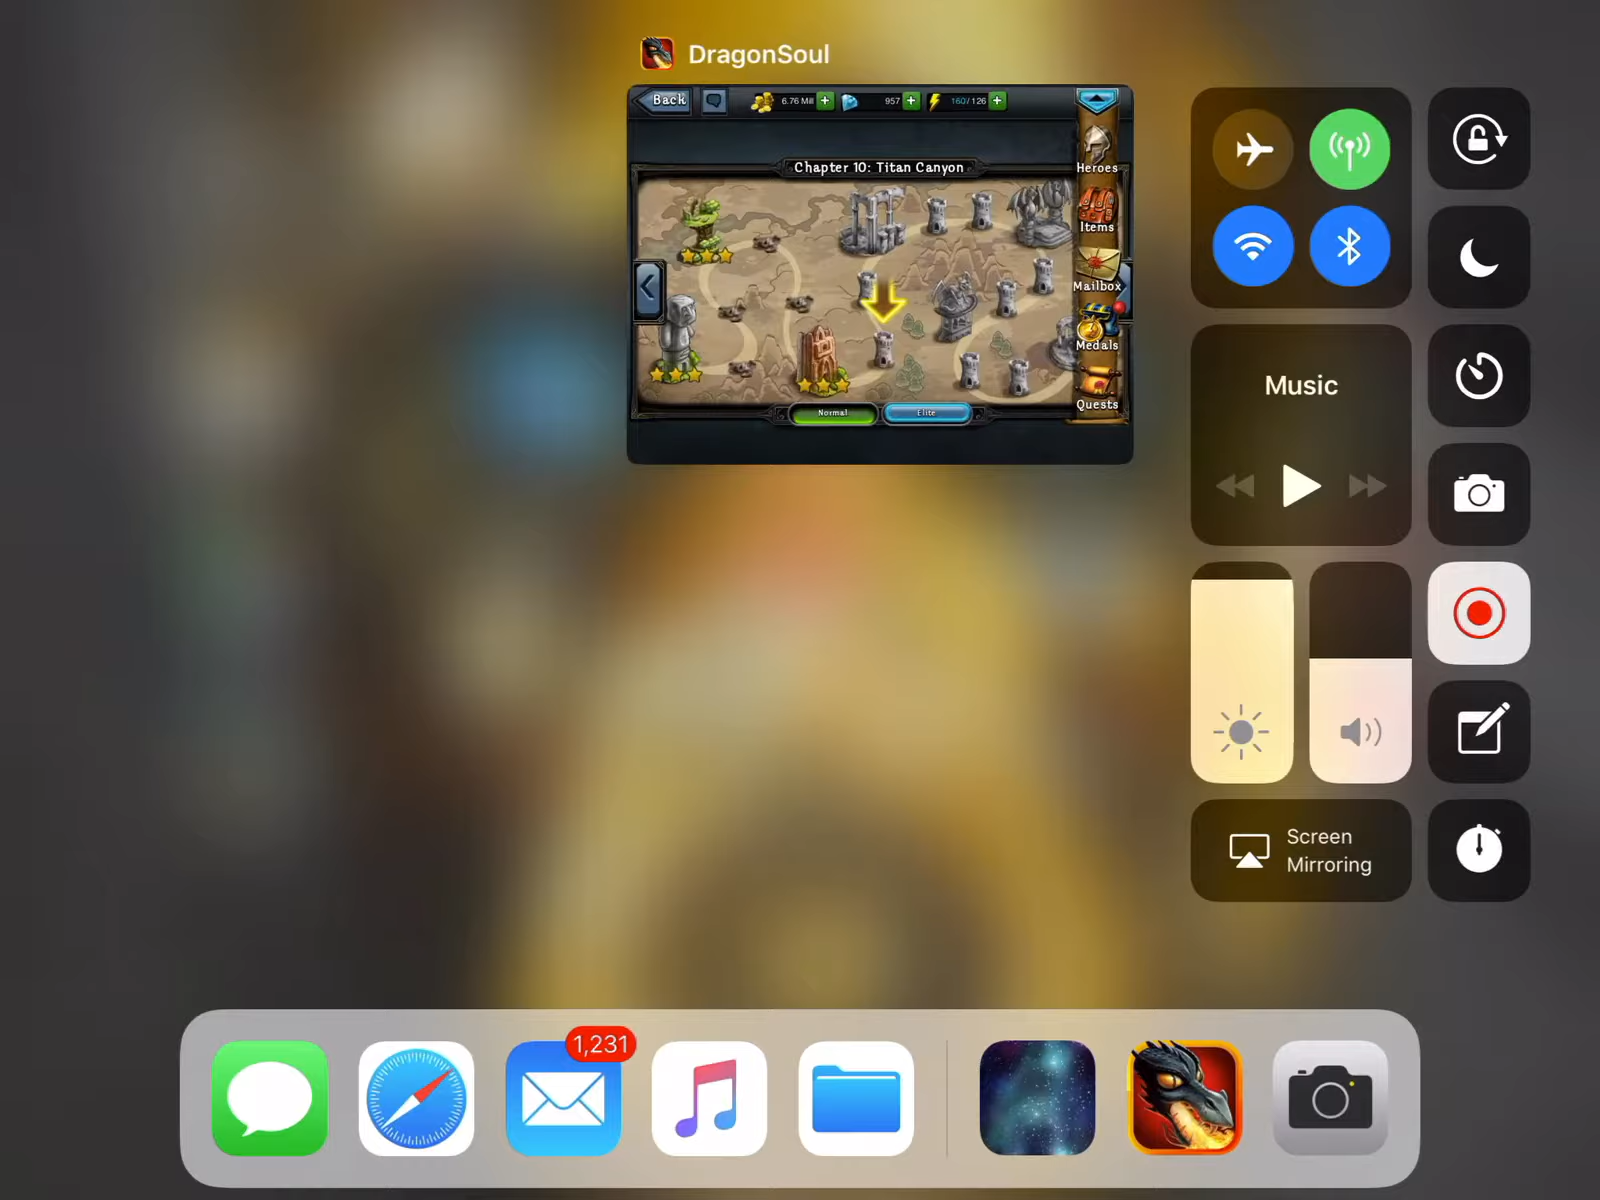 DragonSoul
Back
6.76 Mil
957
160/126
Chapter 10: Titan Canyon
Heroes
Items
Mailbox
Medals
Quests
Normal
Elite
Music
Screen
Mirroring
1,231